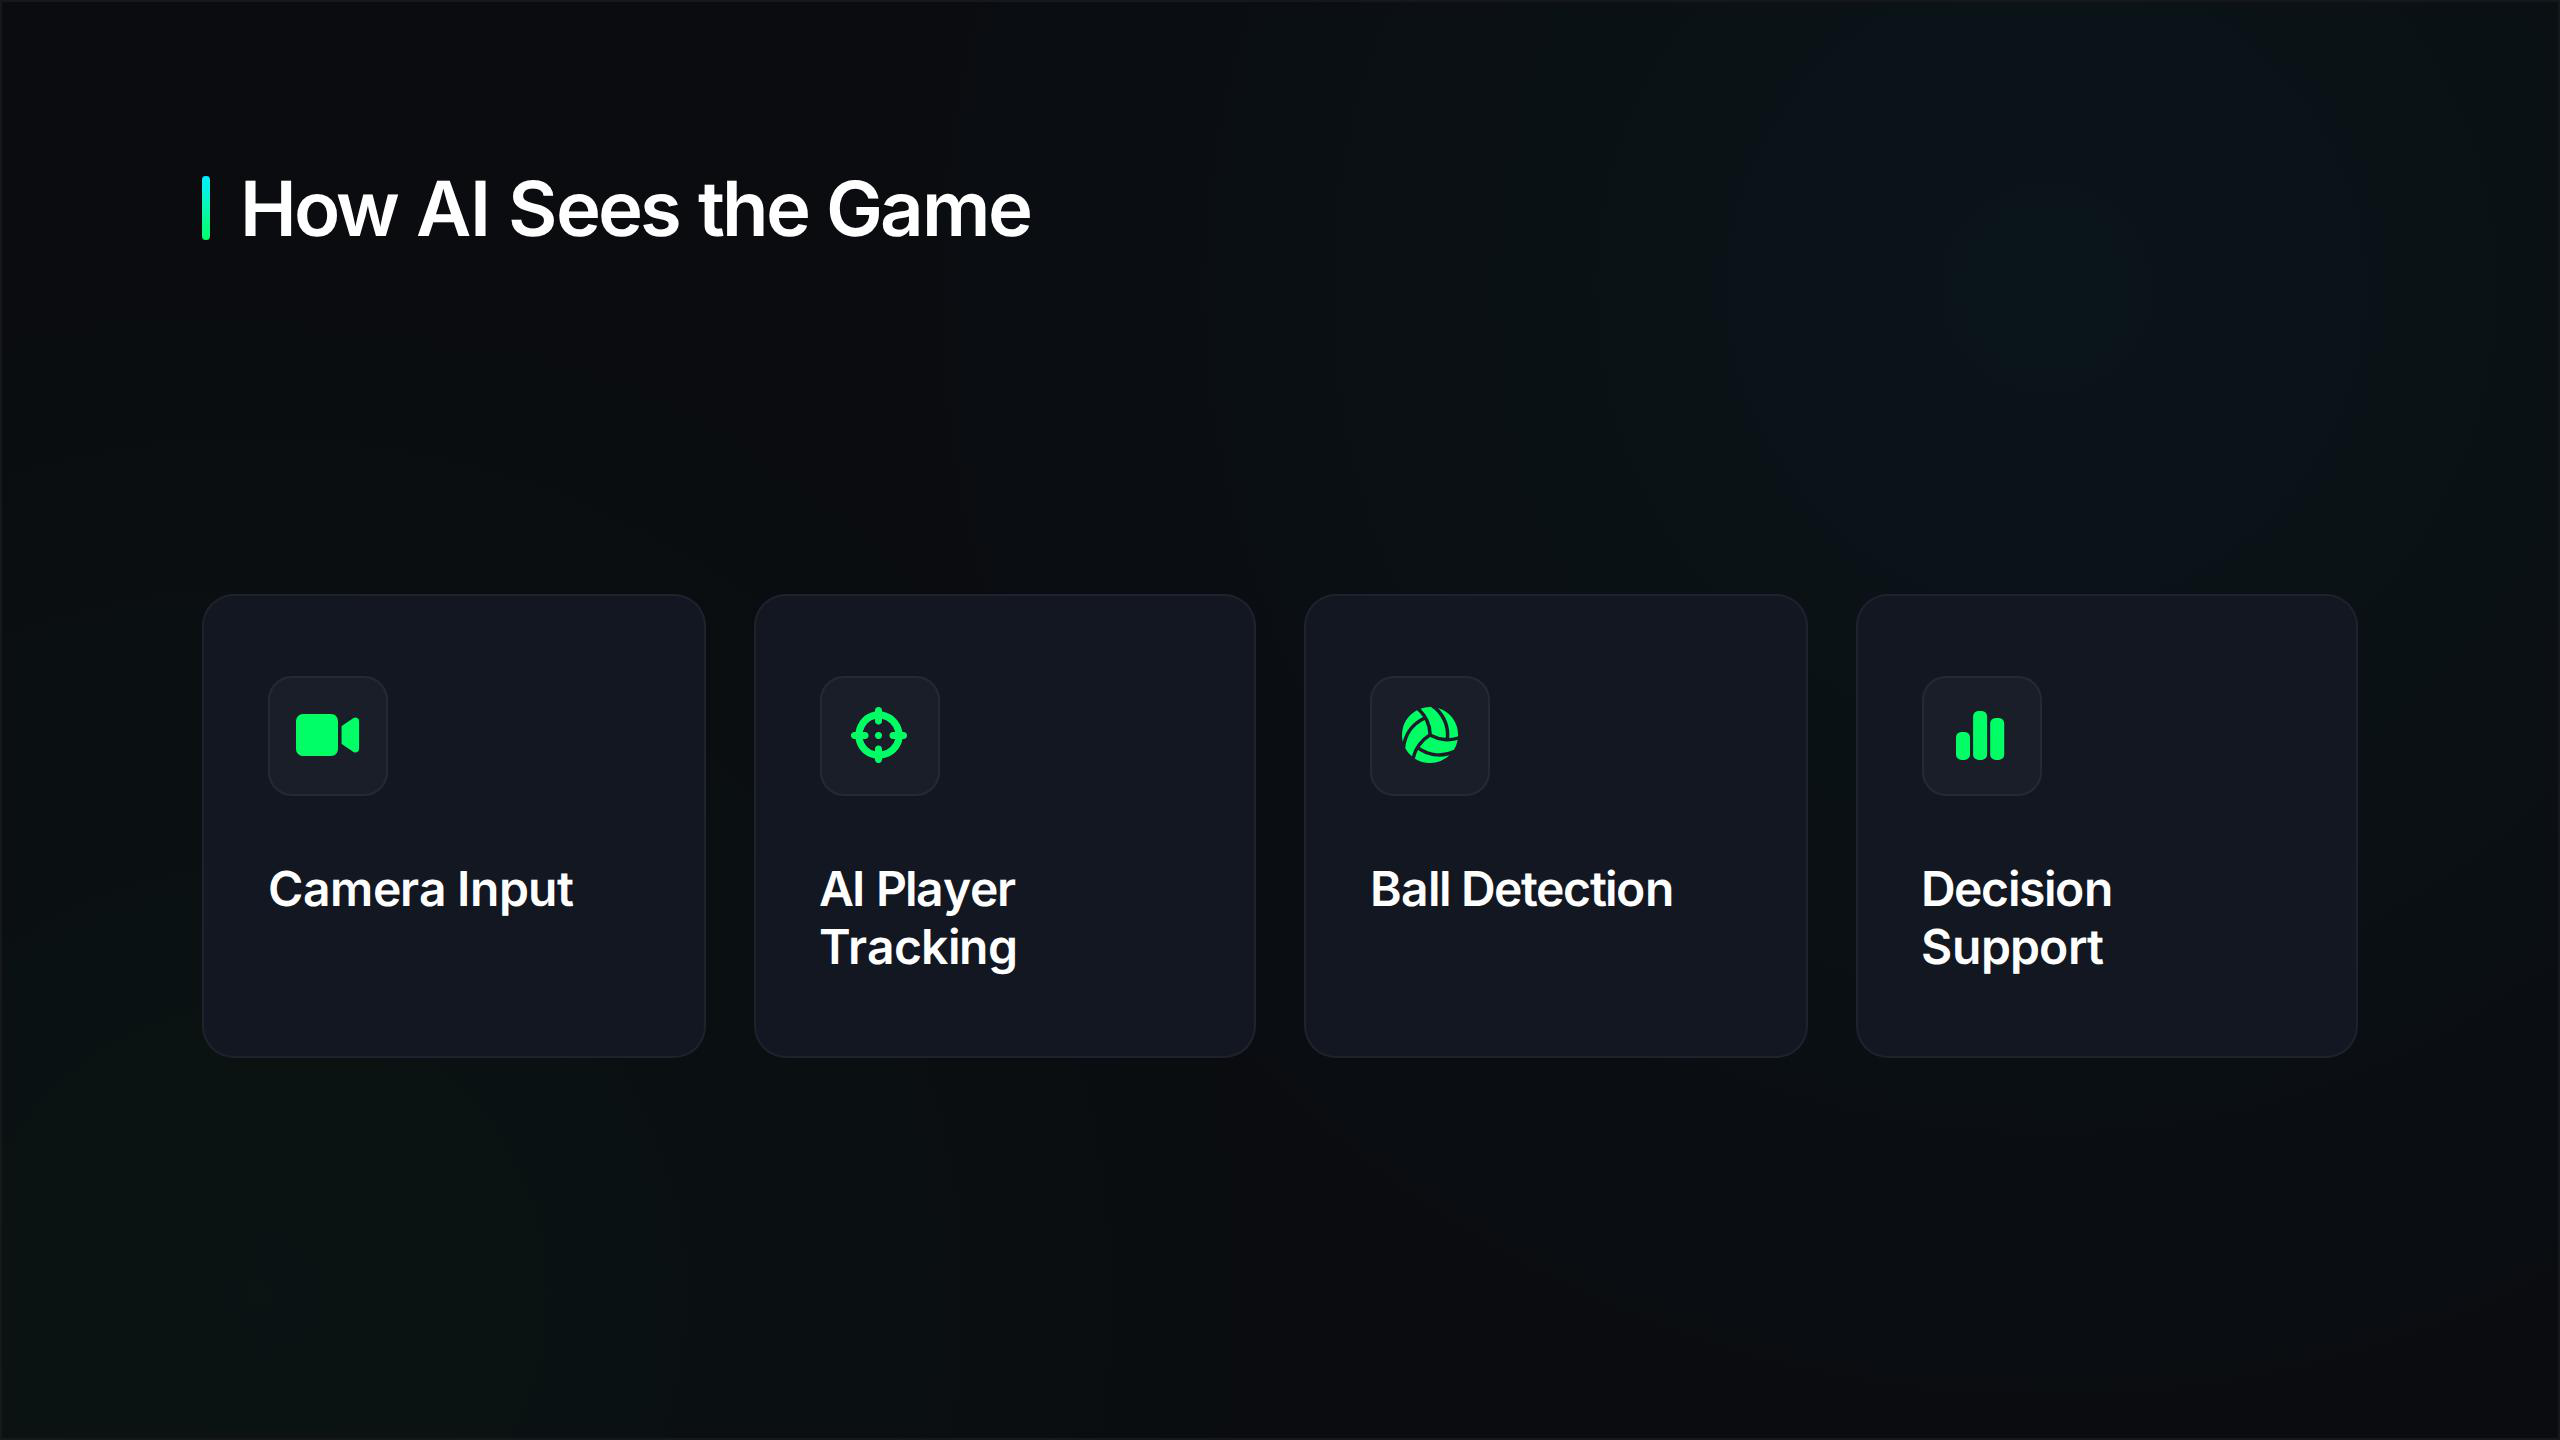 How AI Sees the Game
Camera Input
AI Player
Tracking
Ball Detection
Decision
Support